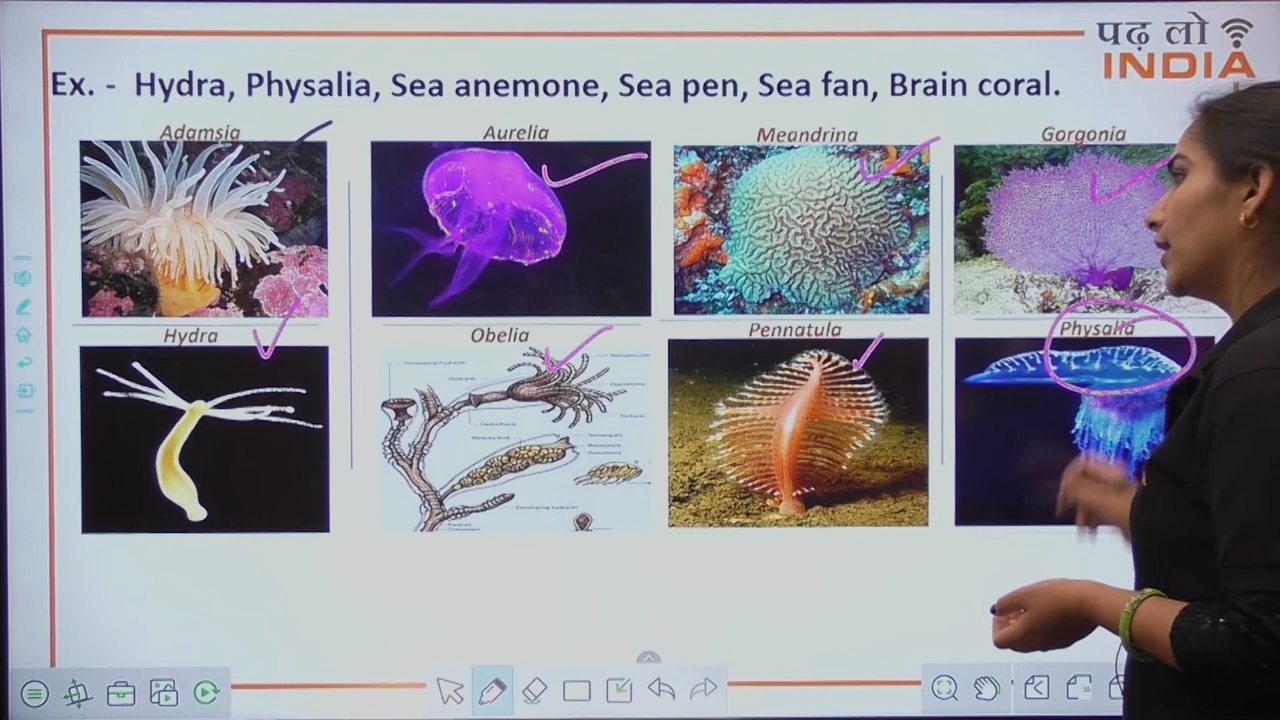 पढ़ लो
INDIA
Ex. - Hydra, Physalia, Sea anemone, Sea pen, Sea fan, Brain coral.
Adamsia
Aurelia
Meandrina
Gorgonia
Hydra
Obelia
Pennatula
Physalia